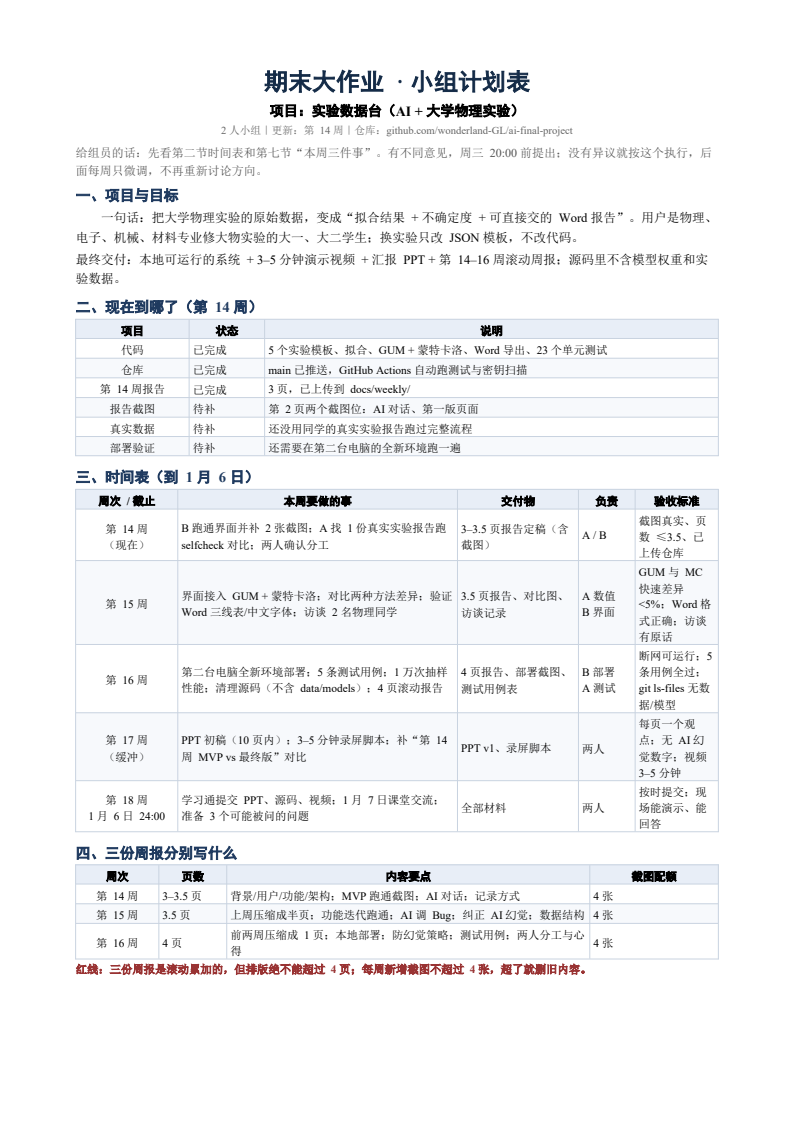 期末大作业 · 小组计划表
项目：实验数据台（AI + 大学物理实验）
2 人小组 | 更新：第 14 周 | 仓库：github.com/wonderland-GL/ai-final-project
给组员的话：先看第二节时间表和第七节“本周三件事”。有不同意见，周三 20:00 前提出；没有异议就按这个执行，后
面每周只微调，不再重新讨论方向。
一、项目与目标
一句话：把大学物理实验的原始数据，变成“拟合结果 + 不确定度 + 可直接交的 Word 报告”。用户是物理、
电子、机械、材料专业修大物实验的大一、大二学生；换实验只改 JSON 模板，不改代码。
最终交付：本地可运行的系统 + 3–5 分钟演示视频 + 汇报 PPT + 第 14–16 周滚动周报；源码里不含模型权重和实
验数据。
二、现在到哪了（第 14 周）
项目 状态 说明
代码 已完成 5 个实验模板、拟合、GUM + 蒙特卡洛、Word 导出、23 个单元测试
仓库 已完成 main 已推送，GitHub Actions 自动跑测试与密钥扫描
第 14 周报告 已完成 3 页，已上传到 docs/weekly/
报告截图 待补 第 2 页两个截图位：AI 对话、第一版页面
真实数据 待补 还没用同学的真实实验报告跑过完整流程
部署验证 待补 还需要在第二台电脑的全新环境跑一遍
三、时间表（到 1 月 6 日）
周次 / 截止 本周要做的事 交付物 负责 验收标准
第 14 周
（现在）
B 跑通界面并补 2 张截图；A 找 1 份真实实验报告跑
selfcheck 对比；两人确认分工
3–3.5 页报告定稿（含
截图）
A / B
截图真实、页
数 ≤3.5、已
上传仓库
第 15 周
界面接入 GUM + 蒙特卡洛；对比两种方法差异；验证
Word 三线表/中文字体；访谈 2 名物理同学
3.5 页报告、对比图、
访谈记录
A 数值
B 界面
GUM 与 MC
快速差异
<5%；Word 格
式正确；访谈
有原话
第 16 周
第二台电脑全新环境部署；5 条测试用例；1 万次抽样
性能；清理源码（不含 data/models）；4 页滚动报告
4 页报告、部署截图、
测试用例表
B 部署
A 测试
断网可运行；5
条用例全过；
git ls-files 无数
据/模型
第 17 周
（缓冲）
PPT 初稿（10 页内）；3–5 分钟录屏脚本；补“第 14
周 MVP vs 最终版”对比
PPT v1、录屏脚本
两人
每页一个观
点；无 AI 幻
觉数字；视频
3–5 分钟
第 18 周
1 月 6 日 24:00
学习通提交 PPT、源码、视频；1 月 7 日课堂交流；
准备 3 个可能被问的问题
全部材料
两人
按时提交；现
场能演示、能
回答
四、三份周报分别写什么
周次 页数 内容要点 截图配额
第 14 周 3–3.5 页 背景/用户/功能/架构；MVP 跑通截图；AI 对话；记录方式 4 张
第 15 周 3.5 页 上周压缩成半页；功能迭代跑通；AI 调 Bug；纠正 AI 幻觉；数据结构 4 张
第 16 周 4 页 前两周压缩成 1 页；本地部署；防幻觉策略；测试用例；两人分工与心
得
4 张
红线：三份周报是滚动累加的，但排版绝不能超过 4 页；每周新增截图不超过 4 张，超了就删旧内容。